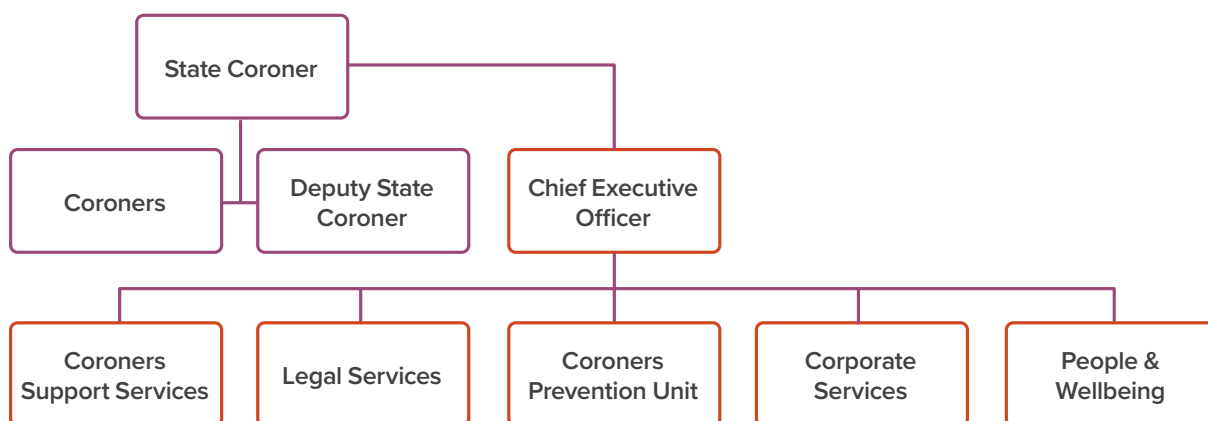 State Coroner
Coroners
Deputy State
Coroner
Chief Executive
Officer
Coroners
Support Services
Legal Services
Coroners
Prevention Unit
Corporate
Services
People &
Wellbeing